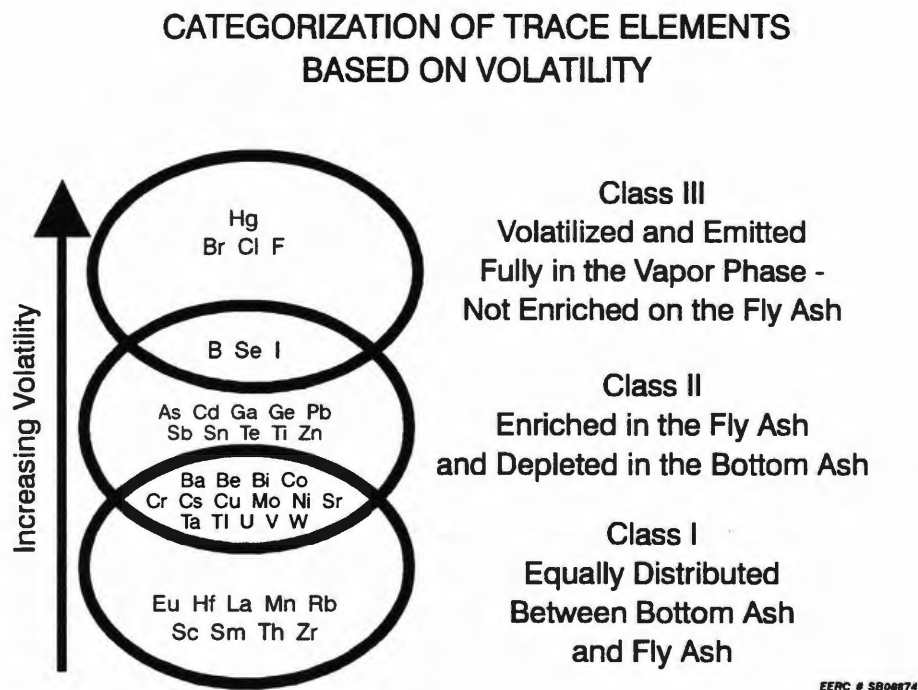 CATEGORIZATION OF TRACE ELEMENTS
BASED ON VOLATILITY
Increasing Volatility
Hg
Br Cl F
B Se I
As Cd Ga Ge Pb
Sb Sn Te Ti Zn
Ba Be Bi Co
Cr Cs Cu Mo Ni Sr
Ta Tl U V W
Eu Hf La Mn Rb
Sc Sm Th Zr
Class III
Volatilized and Emitted
Fully in the Vapor Phase -
Not Enriched on the Fly Ash
Class II
Enriched in the Fly Ash
and Depleted in the Bottom Ash
Class I
Equally Distributed
Between Bottom Ash
and Fly Ash
EERC #